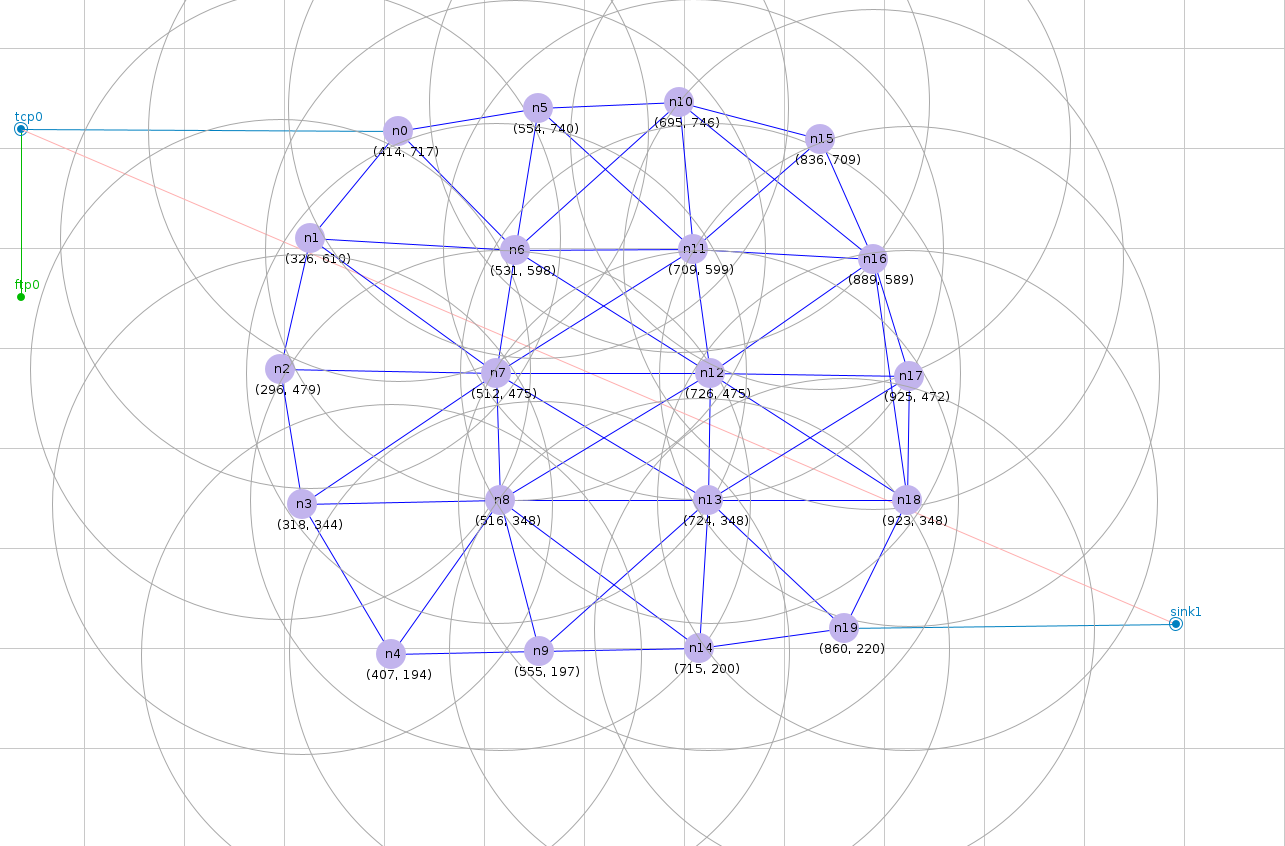 n5
n10
(554, 740)
(695, 746)
tcp0
n0
(414, 717)
n15
(836, 709)
n1
(326, 610)
n6
(531, 598)
n11
(709, 599)
n16
(889, 589)
ftp0
n2
(296, 479)
n7
(512, 475)
n12
(726, 475)
n17
(925, 472)
n3
(318, 344)
n8
(516, 348)
n13
(724, 348)
n18
(923, 348)
sink1
n4
(407, 194)
n9
(555, 197)
n14
(715, 200)
n19
(860, 220)